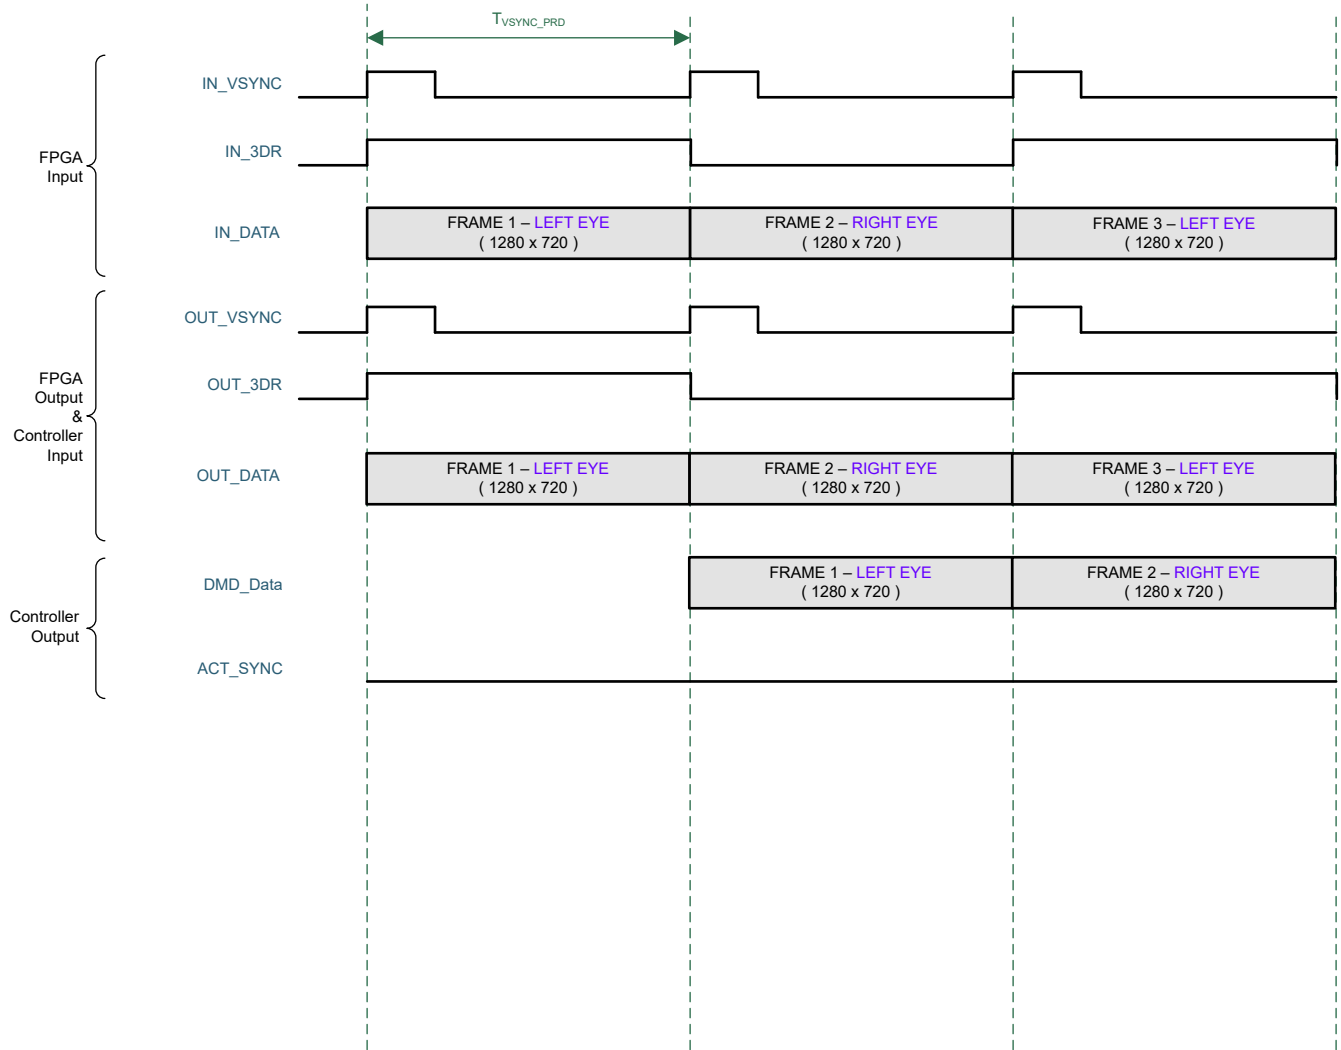 T_VSYNC_PRD
IN_VSYNC
IN_3DR
FPGA
Input
IN_DATA
FRAME 1 – LEFT EYE
( 1280 x 720 )
FRAME 2 – RIGHT EYE
( 1280 x 720 )
FRAME 3 – LEFT EYE
( 1280 x 720 )
OUT_VSYNC
OUT_3DR
FPGA
Output
&
Controller
Input
OUT_DATA
FRAME 1 – LEFT EYE
( 1280 x 720 )
FRAME 2 – RIGHT EYE
( 1280 x 720 )
FRAME 3 – LEFT EYE
( 1280 x 720 )
DMD_Data
FRAME 1 – LEFT EYE
( 1280 x 720 )
FRAME 2 – RIGHT EYE
( 1280 x 720 )
Controller
Output
ACT_SYNC